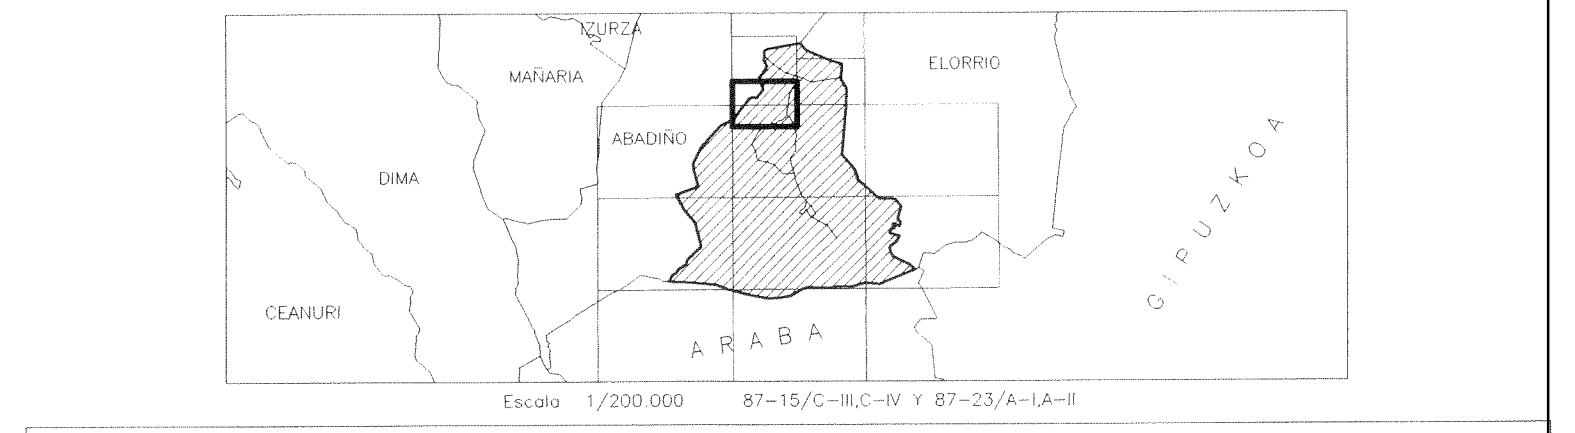 IZURZA
MAÑARIA
ELORRIO
ABADIÑO
DIMA
GIPUZKOA
CEANURI
ARABA
Escala 1/200.000 87-15/C-III,C-IV Y 87-23/A-I,A-II